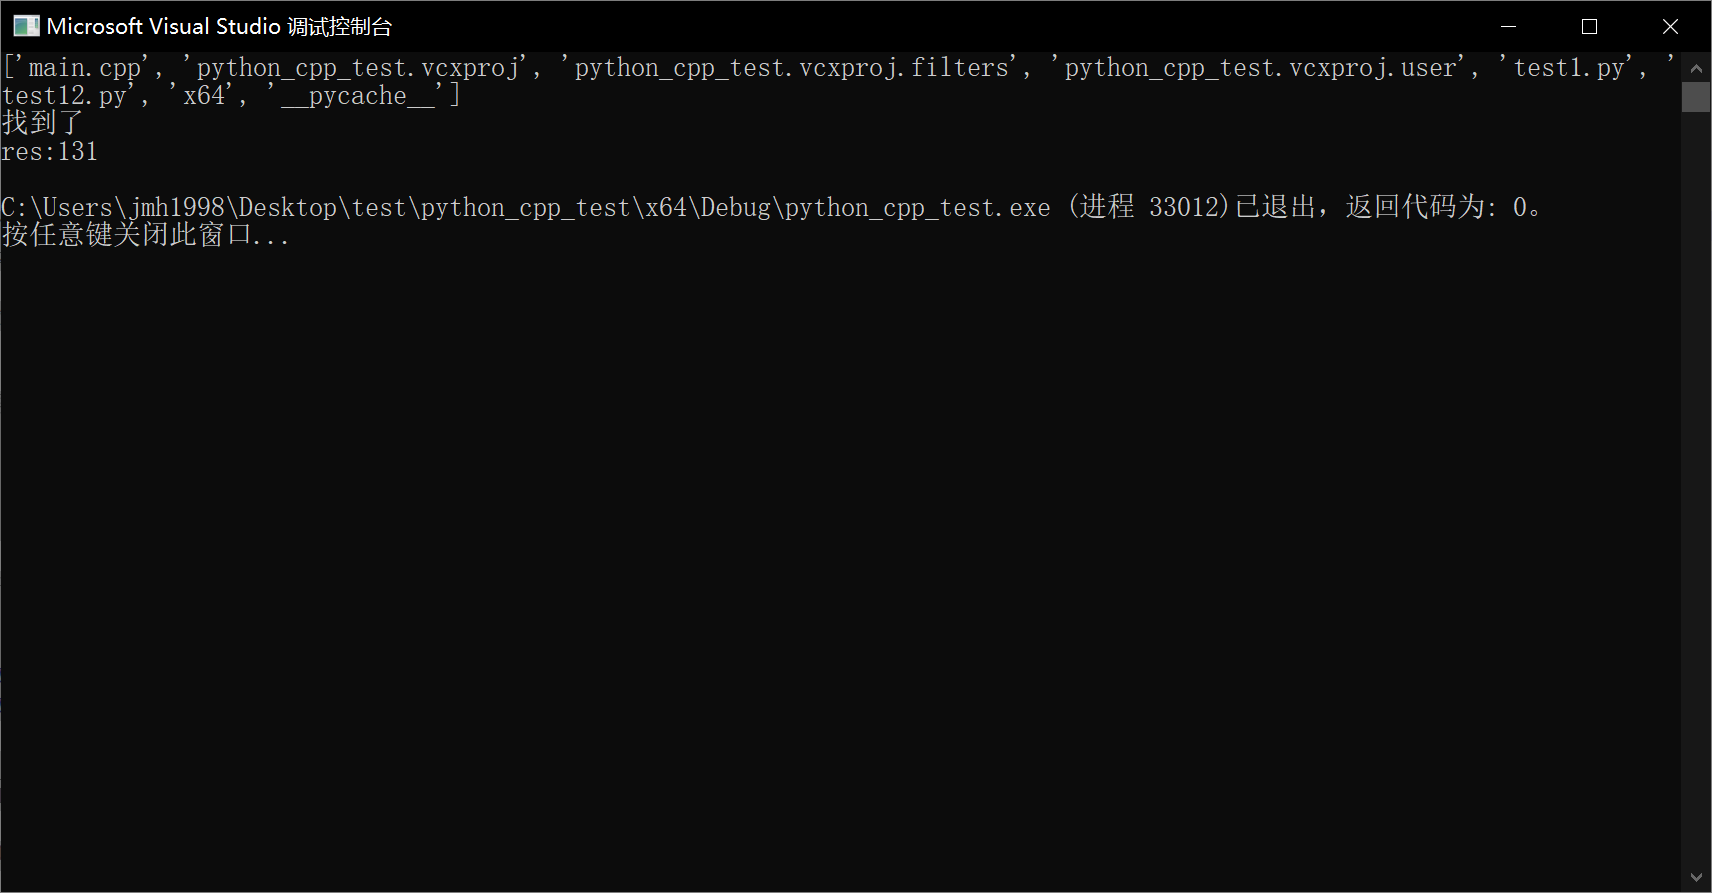 Microsoft Visual Studio 调试控制台
['main.cpp', 'python_cpp_test.vcxproj', 'python_cpp_test.vcxproj.filters', 'python_cpp_test.vcxproj.user', 'test1.py', '
test12.py', 'x64', '__pycache__']
找到了
res:131
C:\Users\jmh1998\Desktop\test\python_cpp_test\x64\Debug\python_cpp_test.exe (进程 33012)已退出，返回代码为: 0。
按任意键关闭此窗口...